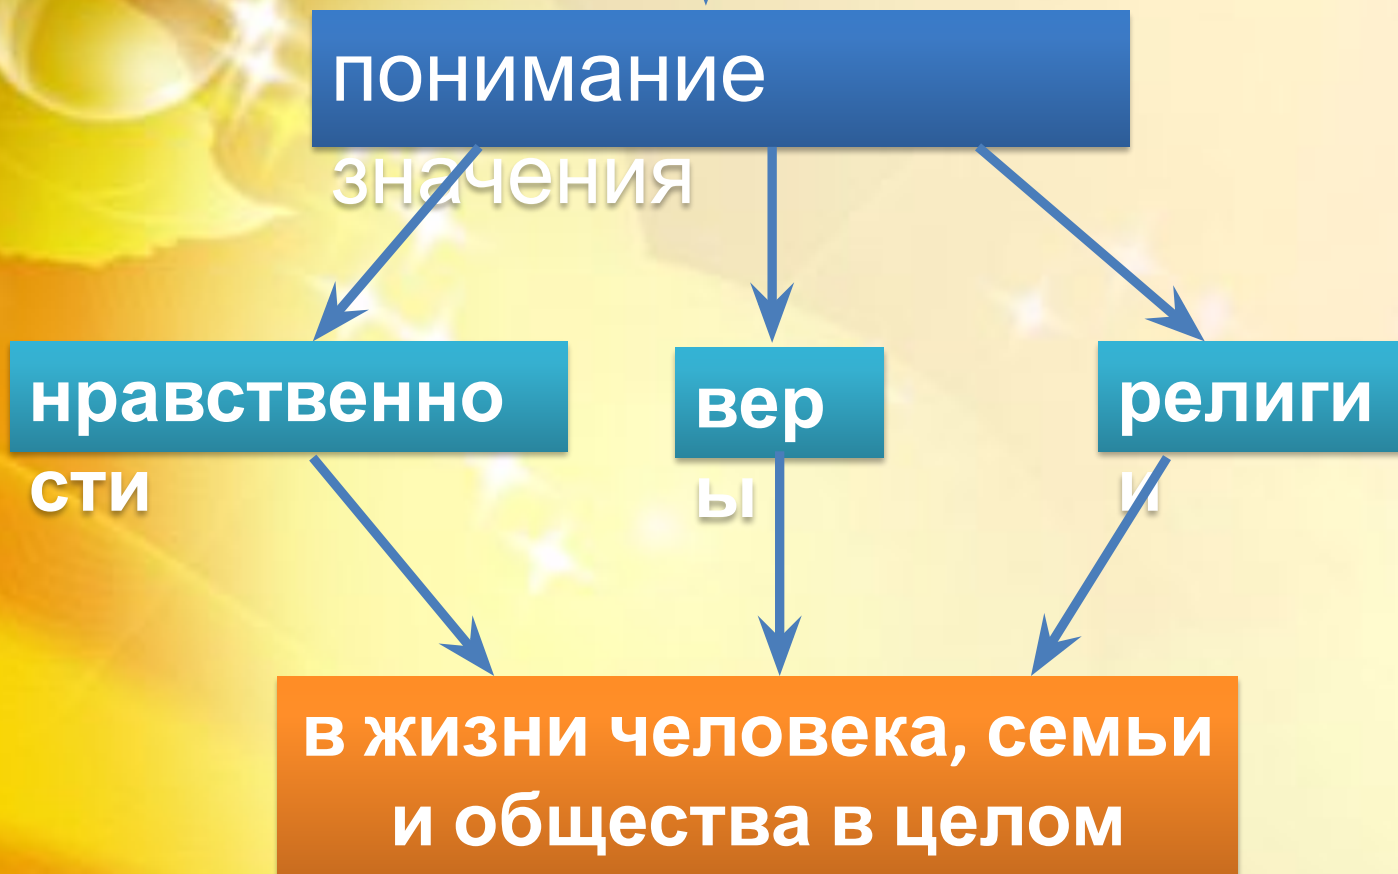 понимание
значения
нравственно
сти
вер
ы
религи
и
в жизни человека, семьи
и общества в целом